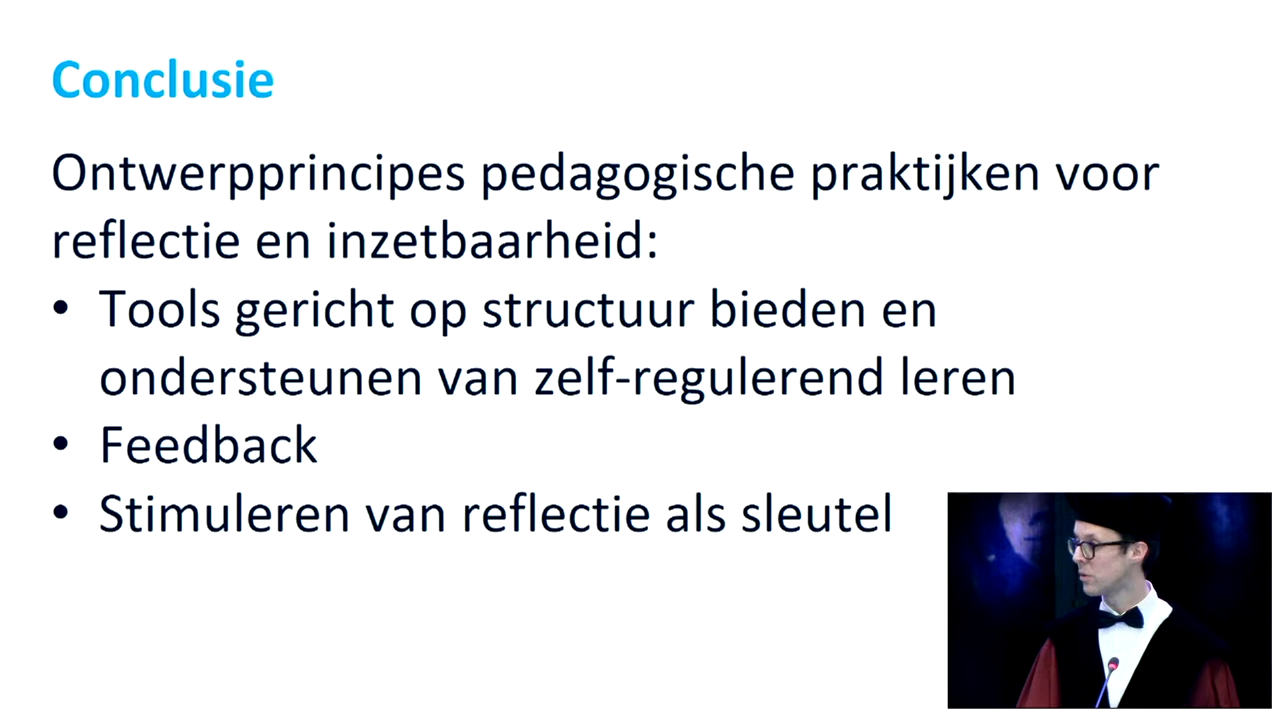 Conclusie
Ontwerpprincipes pedagogische praktijken voor
reflectie en inzetbaarheid:
• Tools gericht op structuur bieden en
ondersteunen van zelf-regulerend leren
• Feedback
• Stimuleren van reflectie als sleutel